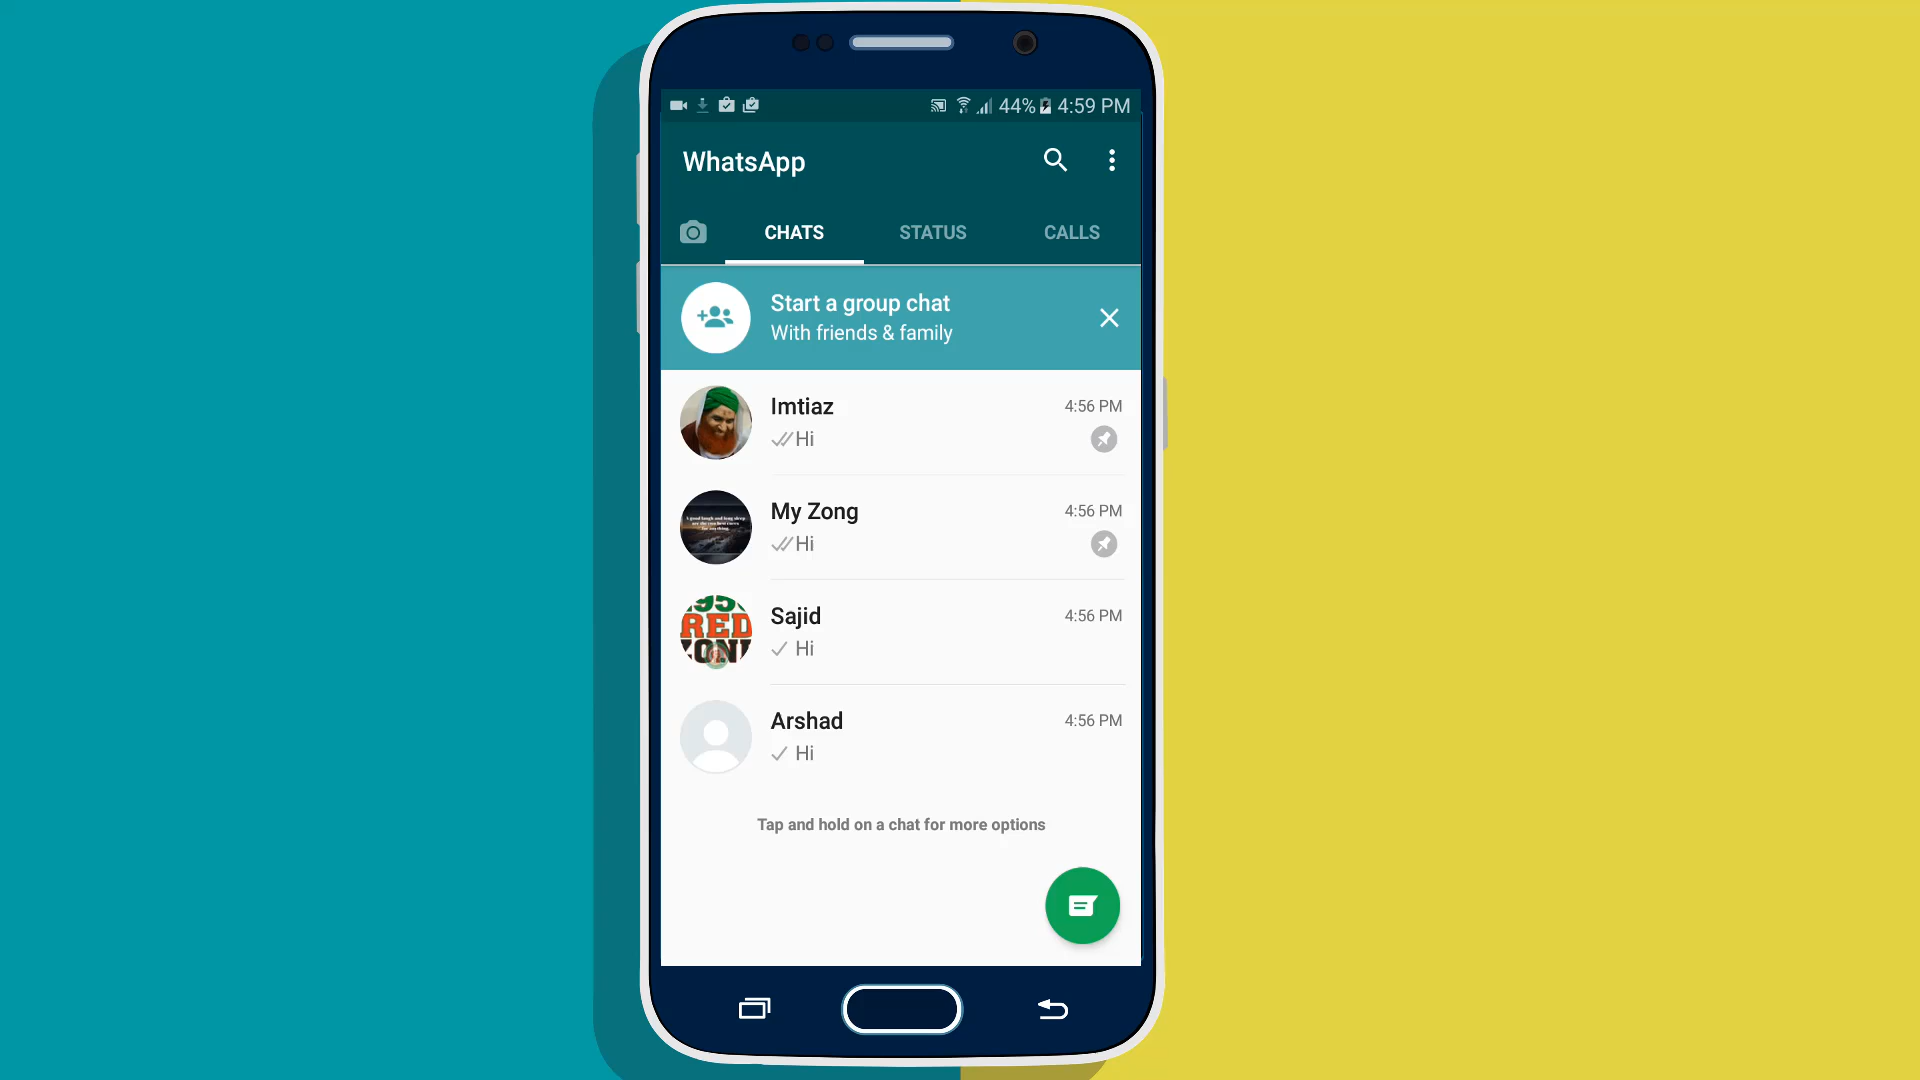 44% 4:59 PM
WhatsApp
CHATS STATUS CALLS
Start a group chat
With friends & family
Imtiaz 4:56 PM
Hi
My Zong 4:56 PM
Hi
Sajid 4:56 PM
Hi
RED
Arshad 4:56 PM
Hi
Tap and hold on a chat for more options